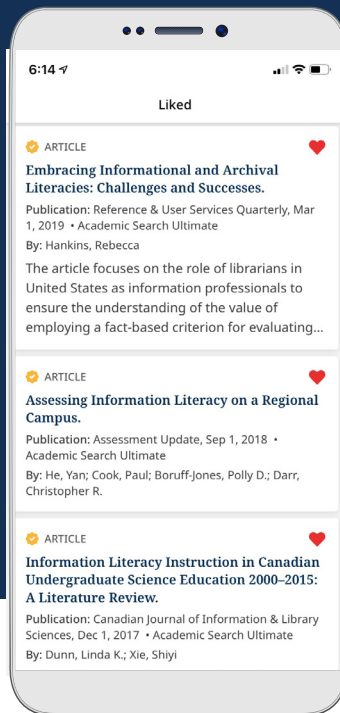 6:14
Liked
ARTICLE
Embracing Informational and Archival
Literacies: Challenges and Successes.
Publication: Reference & User Services Quarterly, Mar
1, 2019 • Academic Search Ultimate
By: Hankins, Rebecca
The article focuses on the role of librarians in
United States as information professionals to
ensure the understanding of the value of
employing a fact-based criterion for evaluating...
ARTICLE
Assessing Information Literacy on a Regional
Campus.
Publication: Assessment Update, Sep 1, 2018 •
Academic Search Ultimate
By: He, Yan; Cook, Paul; Boruff-Jones, Polly D.; Darr,
Christopher R.
ARTICLE
Information Literacy Instruction in Canadian
Undergraduate Science Education 2000–2015:
A Literature Review.
Publication: Canadian Journal of Information & Library
Sciences, Dec 1, 2017 • Academic Search Ultimate
By: Dunn, Linda K.; Xie, Shiyi